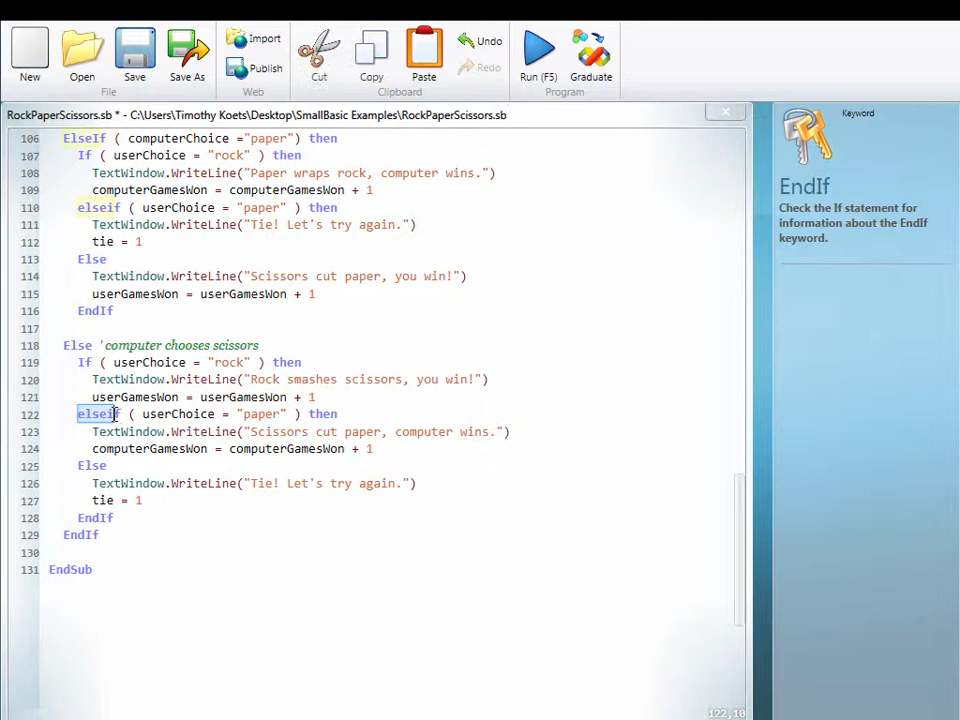 New
Open
Save
Save As
File
Import
Publish
Web
Cut
Copy
Paste
Undo
Redo
Clipboard
Run (F5)
Graduate
Program
RockPaperScissors.sb * - C:\Users\Timothy Koets\Desktop\SmallBasic Examples\RockPaperScissors.sb
106 ElseIf ( computerChoice ="paper") then
107 If ( userChoice = "rock" ) then
108 TextWindow.WriteLine("Paper wraps rock, computer wins.")
109 computerGamesWon = computerGamesWon + 1
110 elseif ( userChoice = "paper" ) then
111 TextWindow.WriteLine("Tie! Let's try again.")
112 tie = 1
113 Else
114 TextWindow.WriteLine("Scissors cut paper, you win!")
115 userGamesWon = userGamesWon + 1
116 EndIf
117
118 Else 'computer chooses scissors
119 If ( userChoice = "rock" ) then
120 TextWindow.WriteLine("Rock smashes scissors, you win!")
121 userGamesWon = userGamesWon + 1
122 elseif ( userChoice = "paper" ) then
123 TextWindow.WriteLine("Scissors cut paper, computer wins.")
124 computerGamesWon = computerGamesWon + 1
125 Else
126 TextWindow.WriteLine("Tie! Let's try again.")
127 tie = 1
128 EndIf
129 EndIf
130
131 EndSub
122,10
Keyword
EndIf
Check the If statement for
information about the EndIf
keyword.